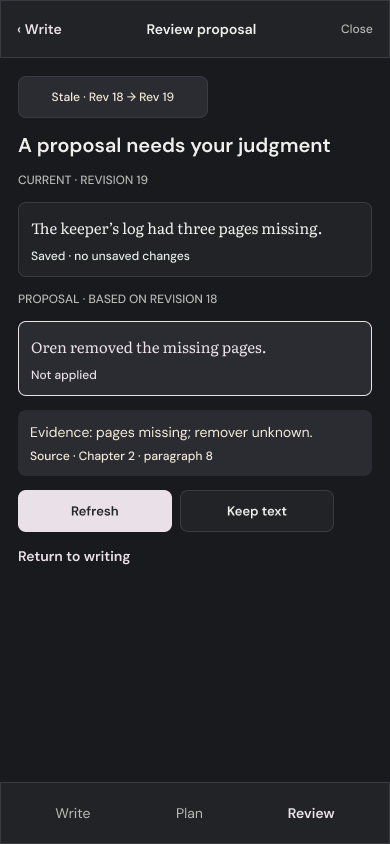 ‹ Write
Review proposal
Close
Stale · Rev 18 → Rev 19
A proposal needs your judgment
CURRENT · REVISION 19
The keeper’s log had three pages missing.
Saved · no unsaved changes
PROPOSAL · BASED ON REVISION 18
Oren removed the missing pages.
Not applied
Evidence: pages missing; remover unknown.
Source · Chapter 2 · paragraph 8
Refresh
Keep text
Return to writing
Write
Plan
Review